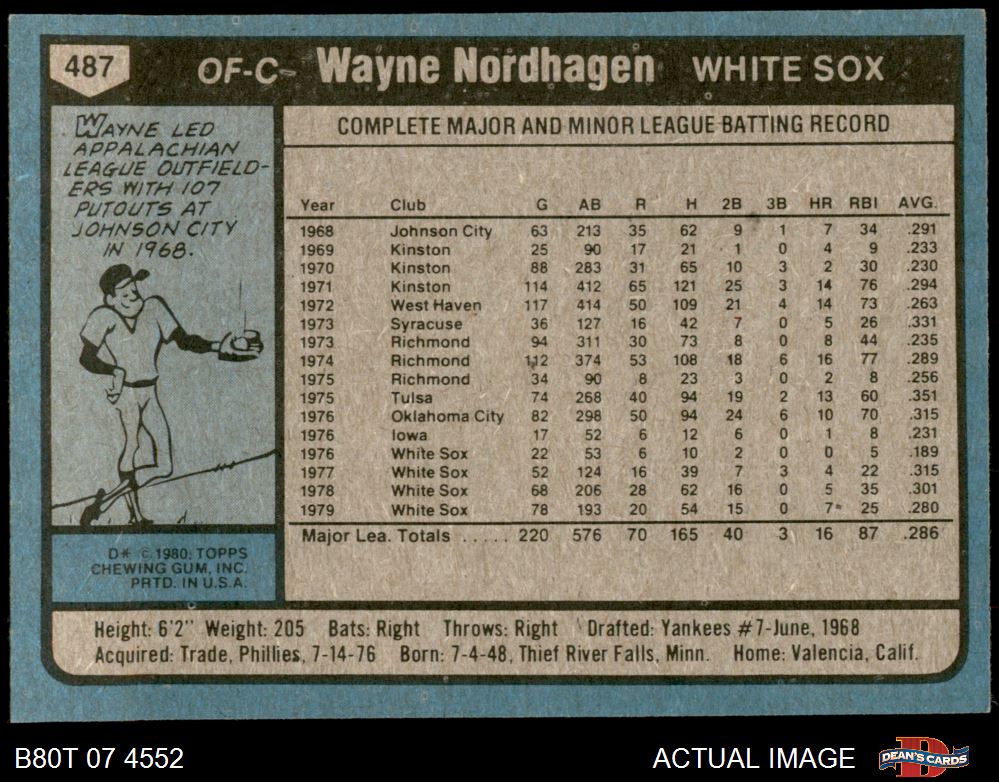 487 OF-C- Wayne Nordhagen WHITE SOX
WAYNE LED
APPALACHIAN
LEAGUE OUTFIELD-
ERS WITH 107
PUTOUTS AT
JOHNSON CITY
IN 1968.
COMPLETE MAJOR AND MINOR LEAGUE BATTING RECORD
Year Club G AB R H 2B 3B HR RBI AVG.
1968 Johnson City 63 213 35 62 9 1 7 34 .291
1969 Kinston 25 90 17 21 1 0 4 9 .233
1970 Kinston 88 283 31 65 10 3 2 30 .230
1971 Kinston 114 412 65 121 25 3 14 76 .294
1972 West Haven 117 414 50 109 21 4 14 73 .263
1973 Syracuse 36 127 16 42 7 0 5 26 .331
1973 Richmond 94 311 30 73 8 0 8 44 .235
1974 Richmond 112 374 53 108 18 6 16 77 .289
1975 Richmond 34 90 8 23 3 0 2 8 .256
1975 Tulsa 74 268 40 94 19 2 13 60 .351
1976 Oklahoma City 82 298 50 94 24 6 10 70 .315
1976 Iowa 17 52 6 12 6 0 1 8 .231
1976 White Sox 22 53 6 10 2 0 0 5 .189
1977 White Sox 52 124 16 39 7 3 4 22 .315
1978 White Sox 68 206 28 62 16 0 5 35 .301
1979 White Sox 78 193 20 54 15 0 7 25 .280
Major Lea. Totals ..... 220 576 70 165 40 3 16 87 .286
D* © 1980 TOPPS
CHEWING GUM, INC.
PRTD. IN U.S.A.
Height: 6'2" Weight: 205 Bats: Right Throws: Right Drafted: Yankees #7-June, 1968
Acquired: Trade, Phillies, 7-14-76 Born: 7-4-48, Thief River Falls, Minn. Home: Valencia, Calif.
B80T 07 4552 ACTUAL IMAGE DEAN'S CARDS